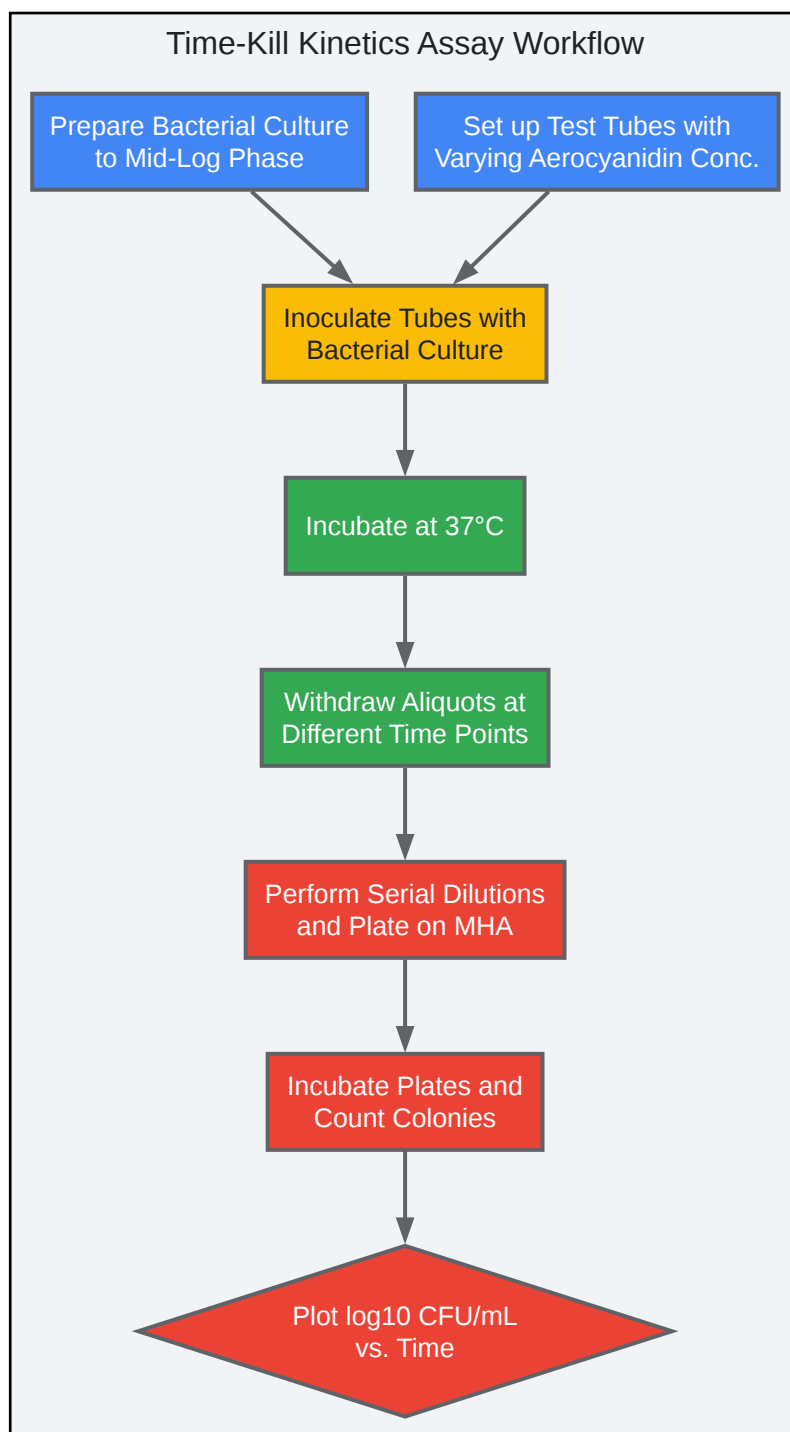 Time-Kill Kinetics Assay Workflow
Prepare Bacterial Culture
to Mid-Log Phase
Set up Test Tubes with
Varying Aerocyanidin Conc.
Inoculate Tubes with
Bacterial Culture
Incubate at 37°C
Withdraw Aliquots at
Different Time Points
Perform Serial Dilutions
and Plate on MHA
Incubate Plates and
Count Colonies
Plot log10 CFU/mL
vs. Time